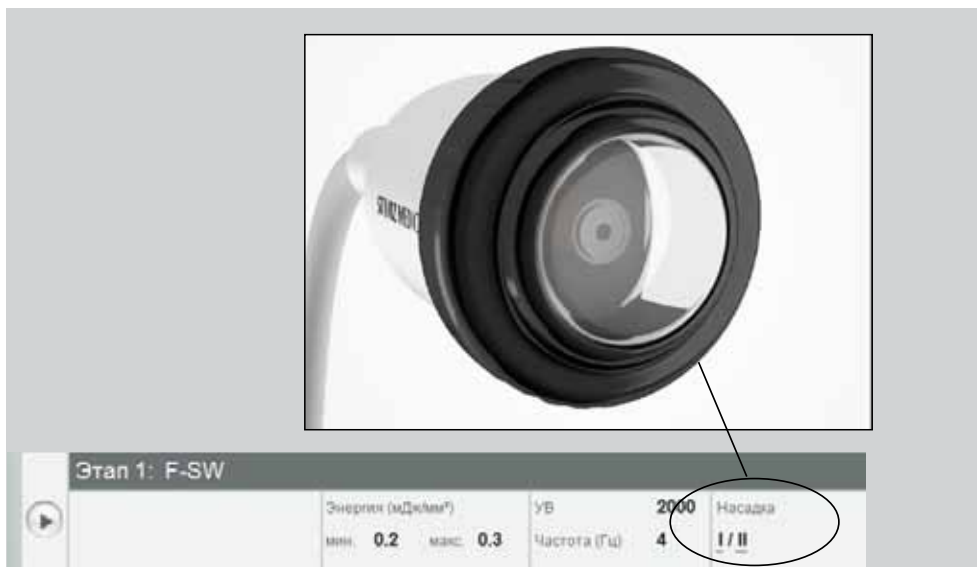 Этап 1: F-SW
Энергия (мДж/мм²) УВ 2000 Насадка
мин. 0.2 макс. 0.3 Частота (Гц) 4 I / II